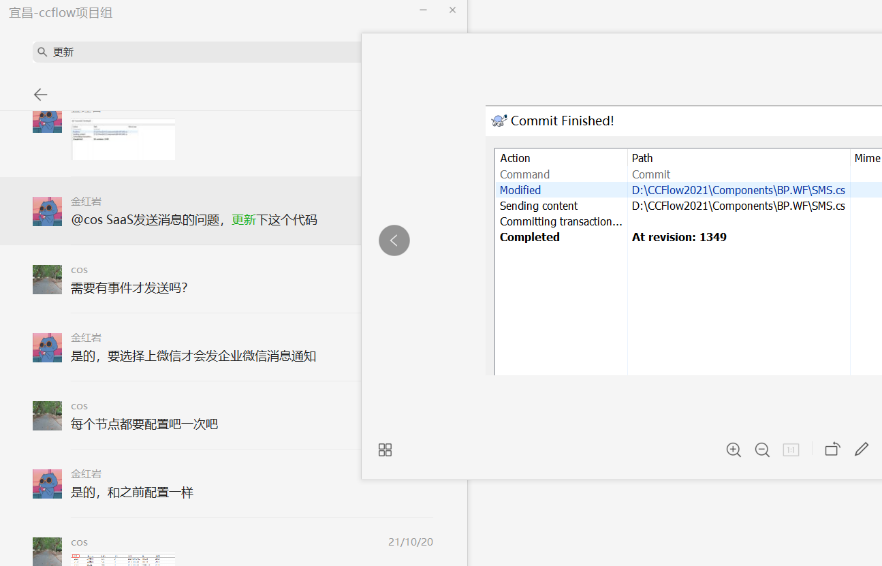 宜昌-ccflow项目组
更新
金红岩
@cos SaaS发送消息的问题，更新下这个代码
cos
需要有事件才发送吗?
金红岩
是的，要选择上微信才会发企业微信消息通知
cos
每个节点都要配置吧一次吧
金红岩
是的，和之前配置一样
cos 21/10/20
Commit Finished!
Action Path Mime
Command Commit
Modified D:\CCFlow2021\Components\BP.WF\SMS.cs
Sending content D:\CCFlow2021\Components\BP.WF\SMS.cs
Committing transaction...
Completed At revision: 1349
1:1